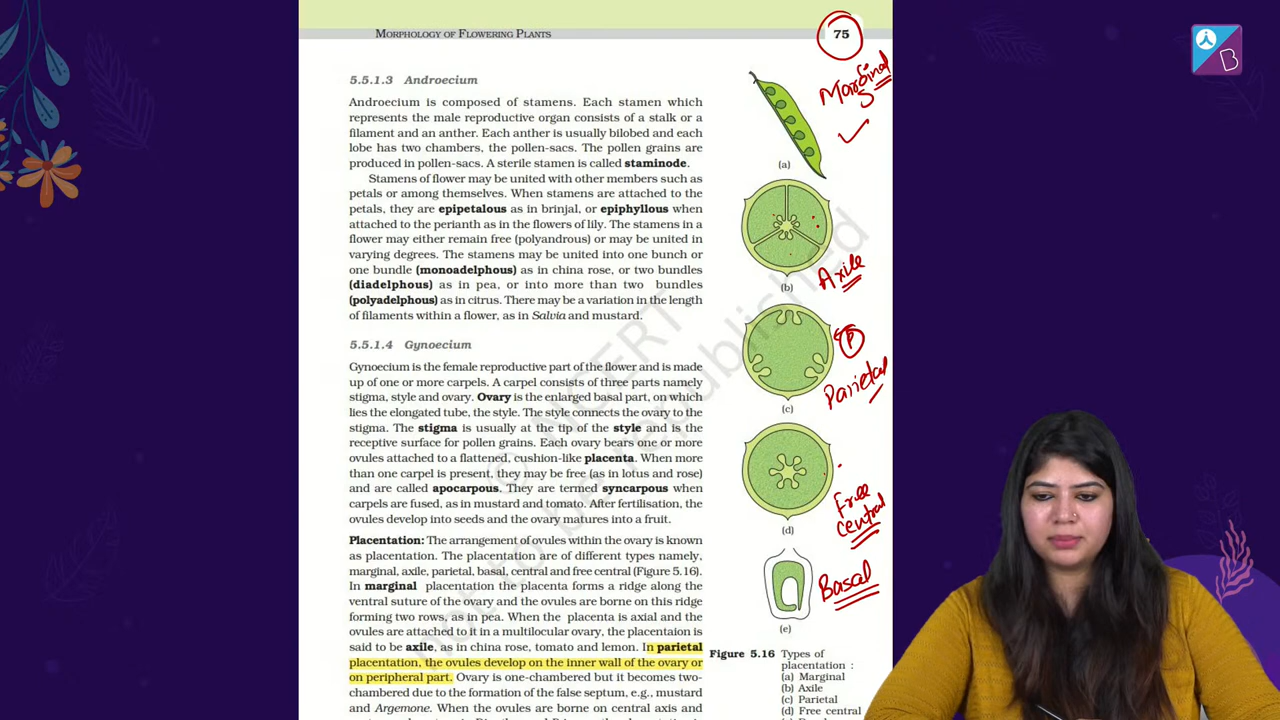 MORPHOLOGY OF FLOWERING PLANTS
75
5.5.1.3 Androecium
Androecium is composed of stamens. Each stamen which
represents the male reproductive organ consists of a stalk or a
filament and an anther. Each anther is usually bilobed and each
lobe has two chambers, the pollen-sacs. The pollen grains are
produced in pollen-sacs. A sterile stamen is called staminode.
Stamens of flower may be united with other members such as
petals or among themselves. When stamens are attached to the
petals, they are epipetalous as in brinjal, or epiphyllous when
attached to the perianth as in the flowers of lily. The stamens in a
flower may either remain free (polyandrous) or may be united in
varying degrees. The stamens may be united into one bunch or
one bundle (monoadelphous) as in china rose, or two bundles
(diadelphous) as in pea, or into more than two bundles
(polyadelphous) as in citrus. There may be a variation in the length
of filaments within a flower, as in Salvia and mustard.
5.5.1.4 Gynoecium
Gynoecium is the female reproductive part of the flower and is made
up of one or more carpels. A carpel consists of three parts namely
stigma, style and ovary. Ovary is the enlarged basal part, on which
lies the elongated tube, the style. The style connects the ovary to the
stigma. The stigma is usually at the tip of the style and is the
receptive surface for pollen grains. Each ovary bears one or more
ovules attached to a flattened, cushion-like placenta. When more
than one carpel is present, they may be free (as in lotus and rose)
and are called apocarpous. They are termed syncarpous when
carpels are fused, as in mustard and tomato. After fertilisation, the
ovules develop into seeds and the ovary matures into a fruit.
Placentation: The arrangement of ovules within the ovary is known
as placentation. The placentation are of different types namely,
marginal, axile, parietal, basal, central and free central (Figure 5.16).
In marginal placentation the placenta forms a ridge along the
ventral suture of the ovary and the ovules are borne on this ridge
forming two rows, as in pea. When the placenta is axial and the
ovules are attached to it in a multilocular ovary, the placentaion is
said to be axile, as in china rose, tomato and lemon. In parietal
placentation, the ovules develop on the inner wall of the ovary or
on peripheral part. Ovary is one-chambered but it becomes two-
chambered due to the formation of the false septum, e.g., mustard
and Argemone. When the ovules are borne on central axis and
Marginal
(a)
Axile
(b)
P
Parietal
(c)
Free
central
(d)
Basal
(e)
Figure 5.16 Types of
placentation :
(a) Marginal
(b) Axile
(c) Parietal
(d) Free central
© NCERT
not to be republished
B